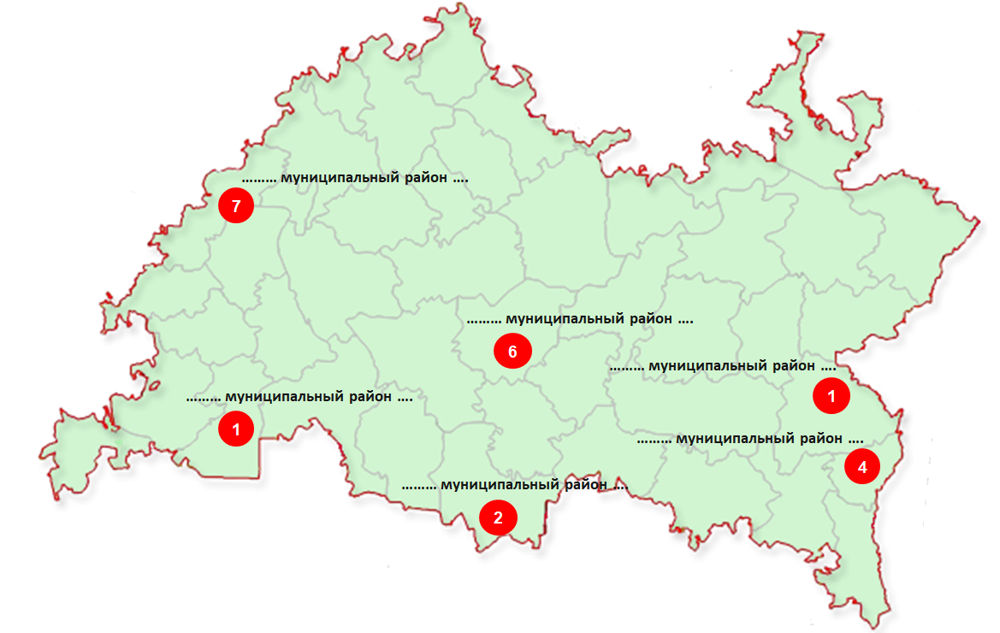 ……… муниципальный район ….
7
……… муниципальный район ….
6
……… муниципальный район ….
1
……… муниципальный район ….
1
……… муниципальный район ….
4
……… муниципальный район ….
2